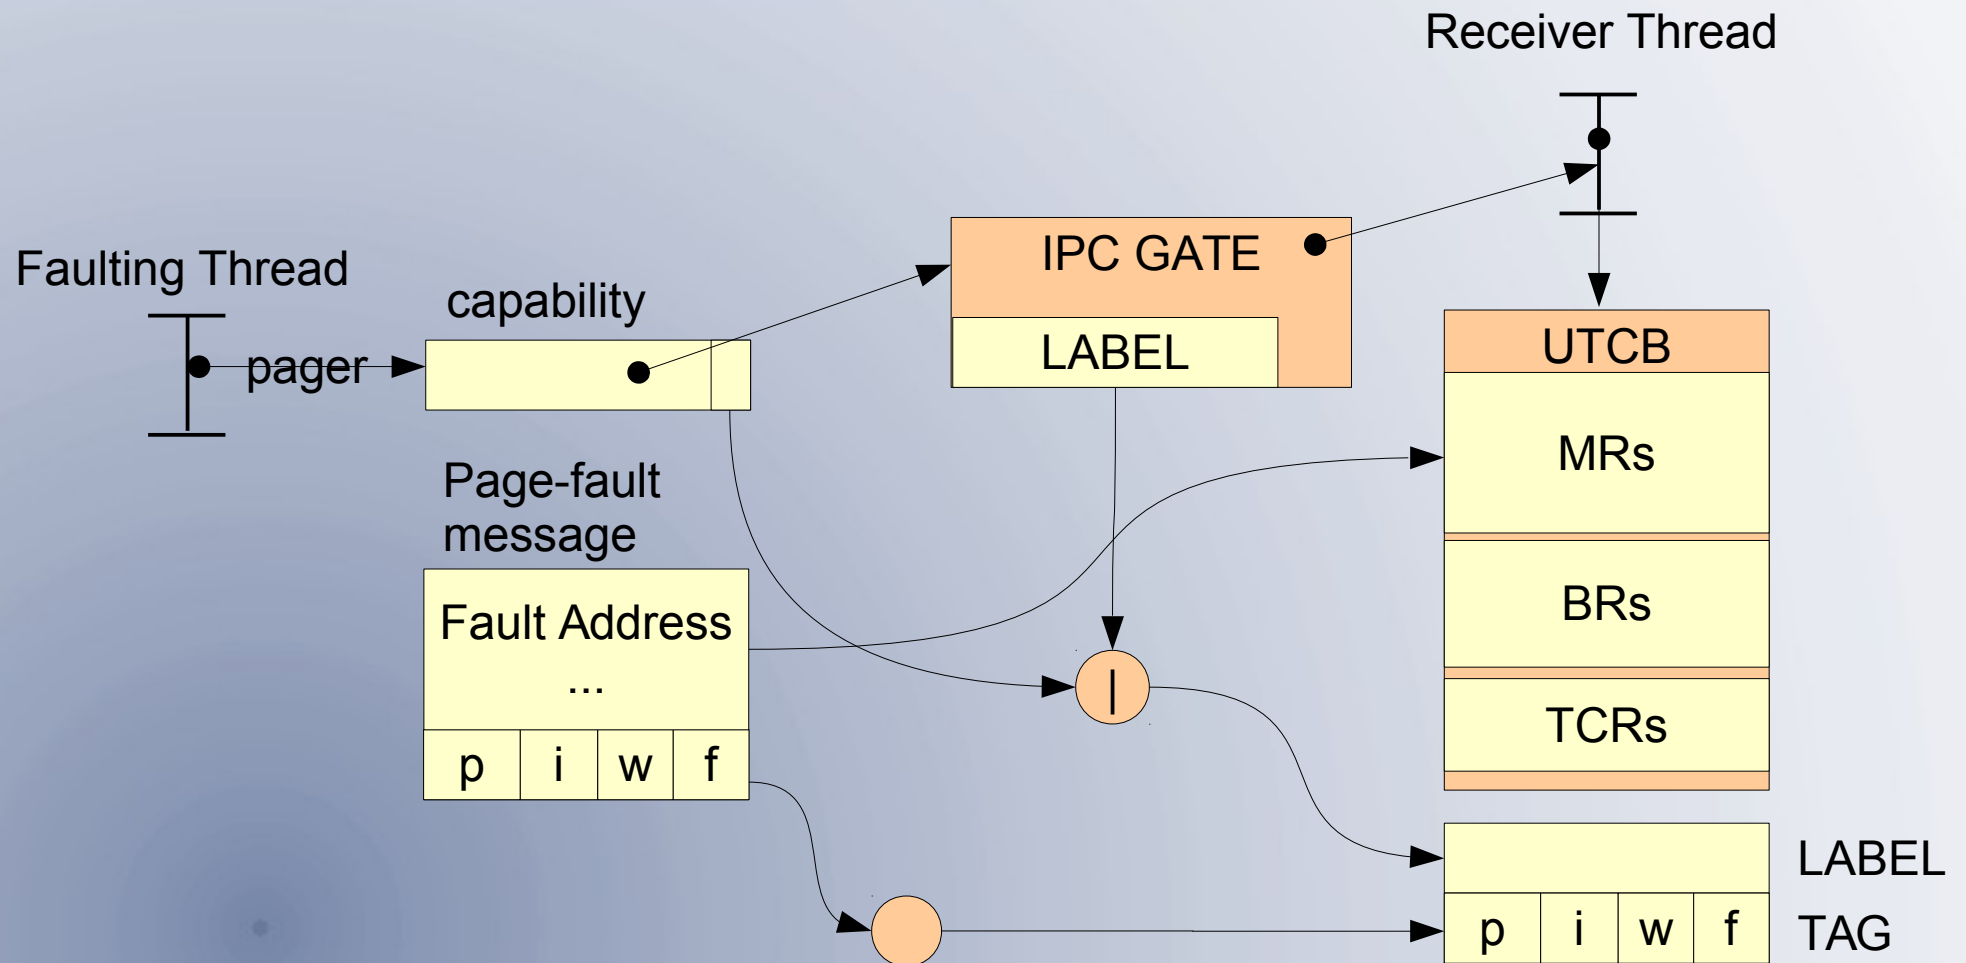 Receiver Thread
Faulting Thread
pager
capability
IPC GATE
LABEL
UTCB
MRs
BRs
TCRs
Page-fault
message
Fault Address
...
p i w f
|
LABEL
p i w f TAG